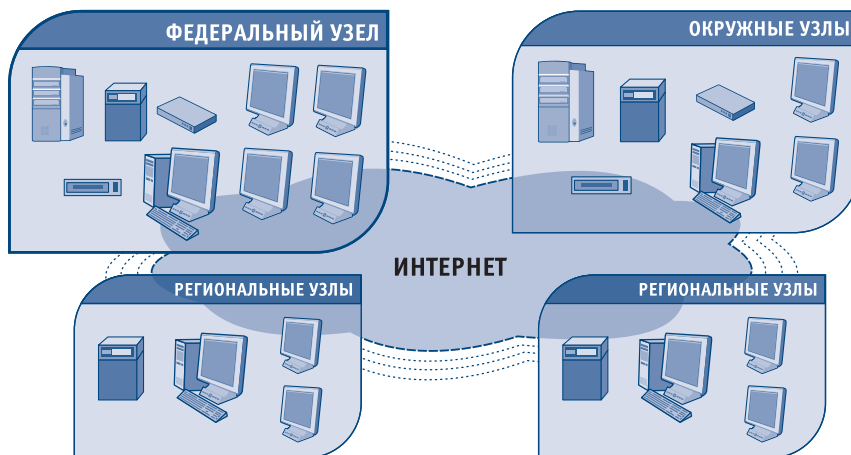 ФЕДЕРАЛЬНЫЙ УЗЕЛ
ОКРУЖНЫЕ УЗЛЫ
ИНТЕРНЕТ
РЕГИОНАЛЬНЫЕ УЗЛЫ
РЕГИОНАЛЬНЫЕ УЗЛЫ